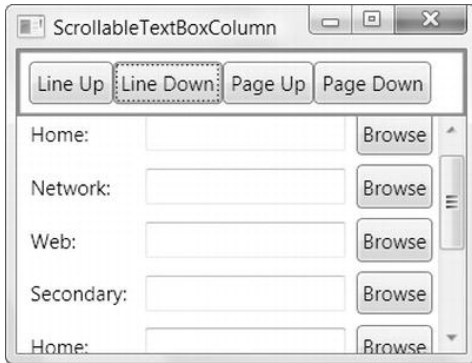 ScrollableTextBoxColumn
Line Up Line Down Page Up Page Down
Home: Browse
Network: Browse
Web: Browse
Secondary: Browse
Home: Browse